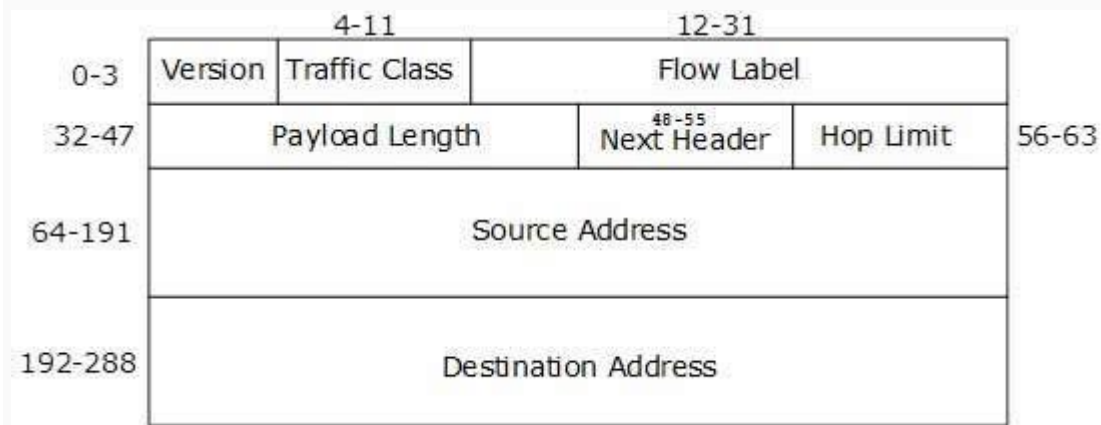 4-11 12-31
0-3 Version Traffic Class Flow Label
48-55
32-47 Payload Length Next Header Hop Limit 56-63
64-191 Source Address
192-288 Destination Address